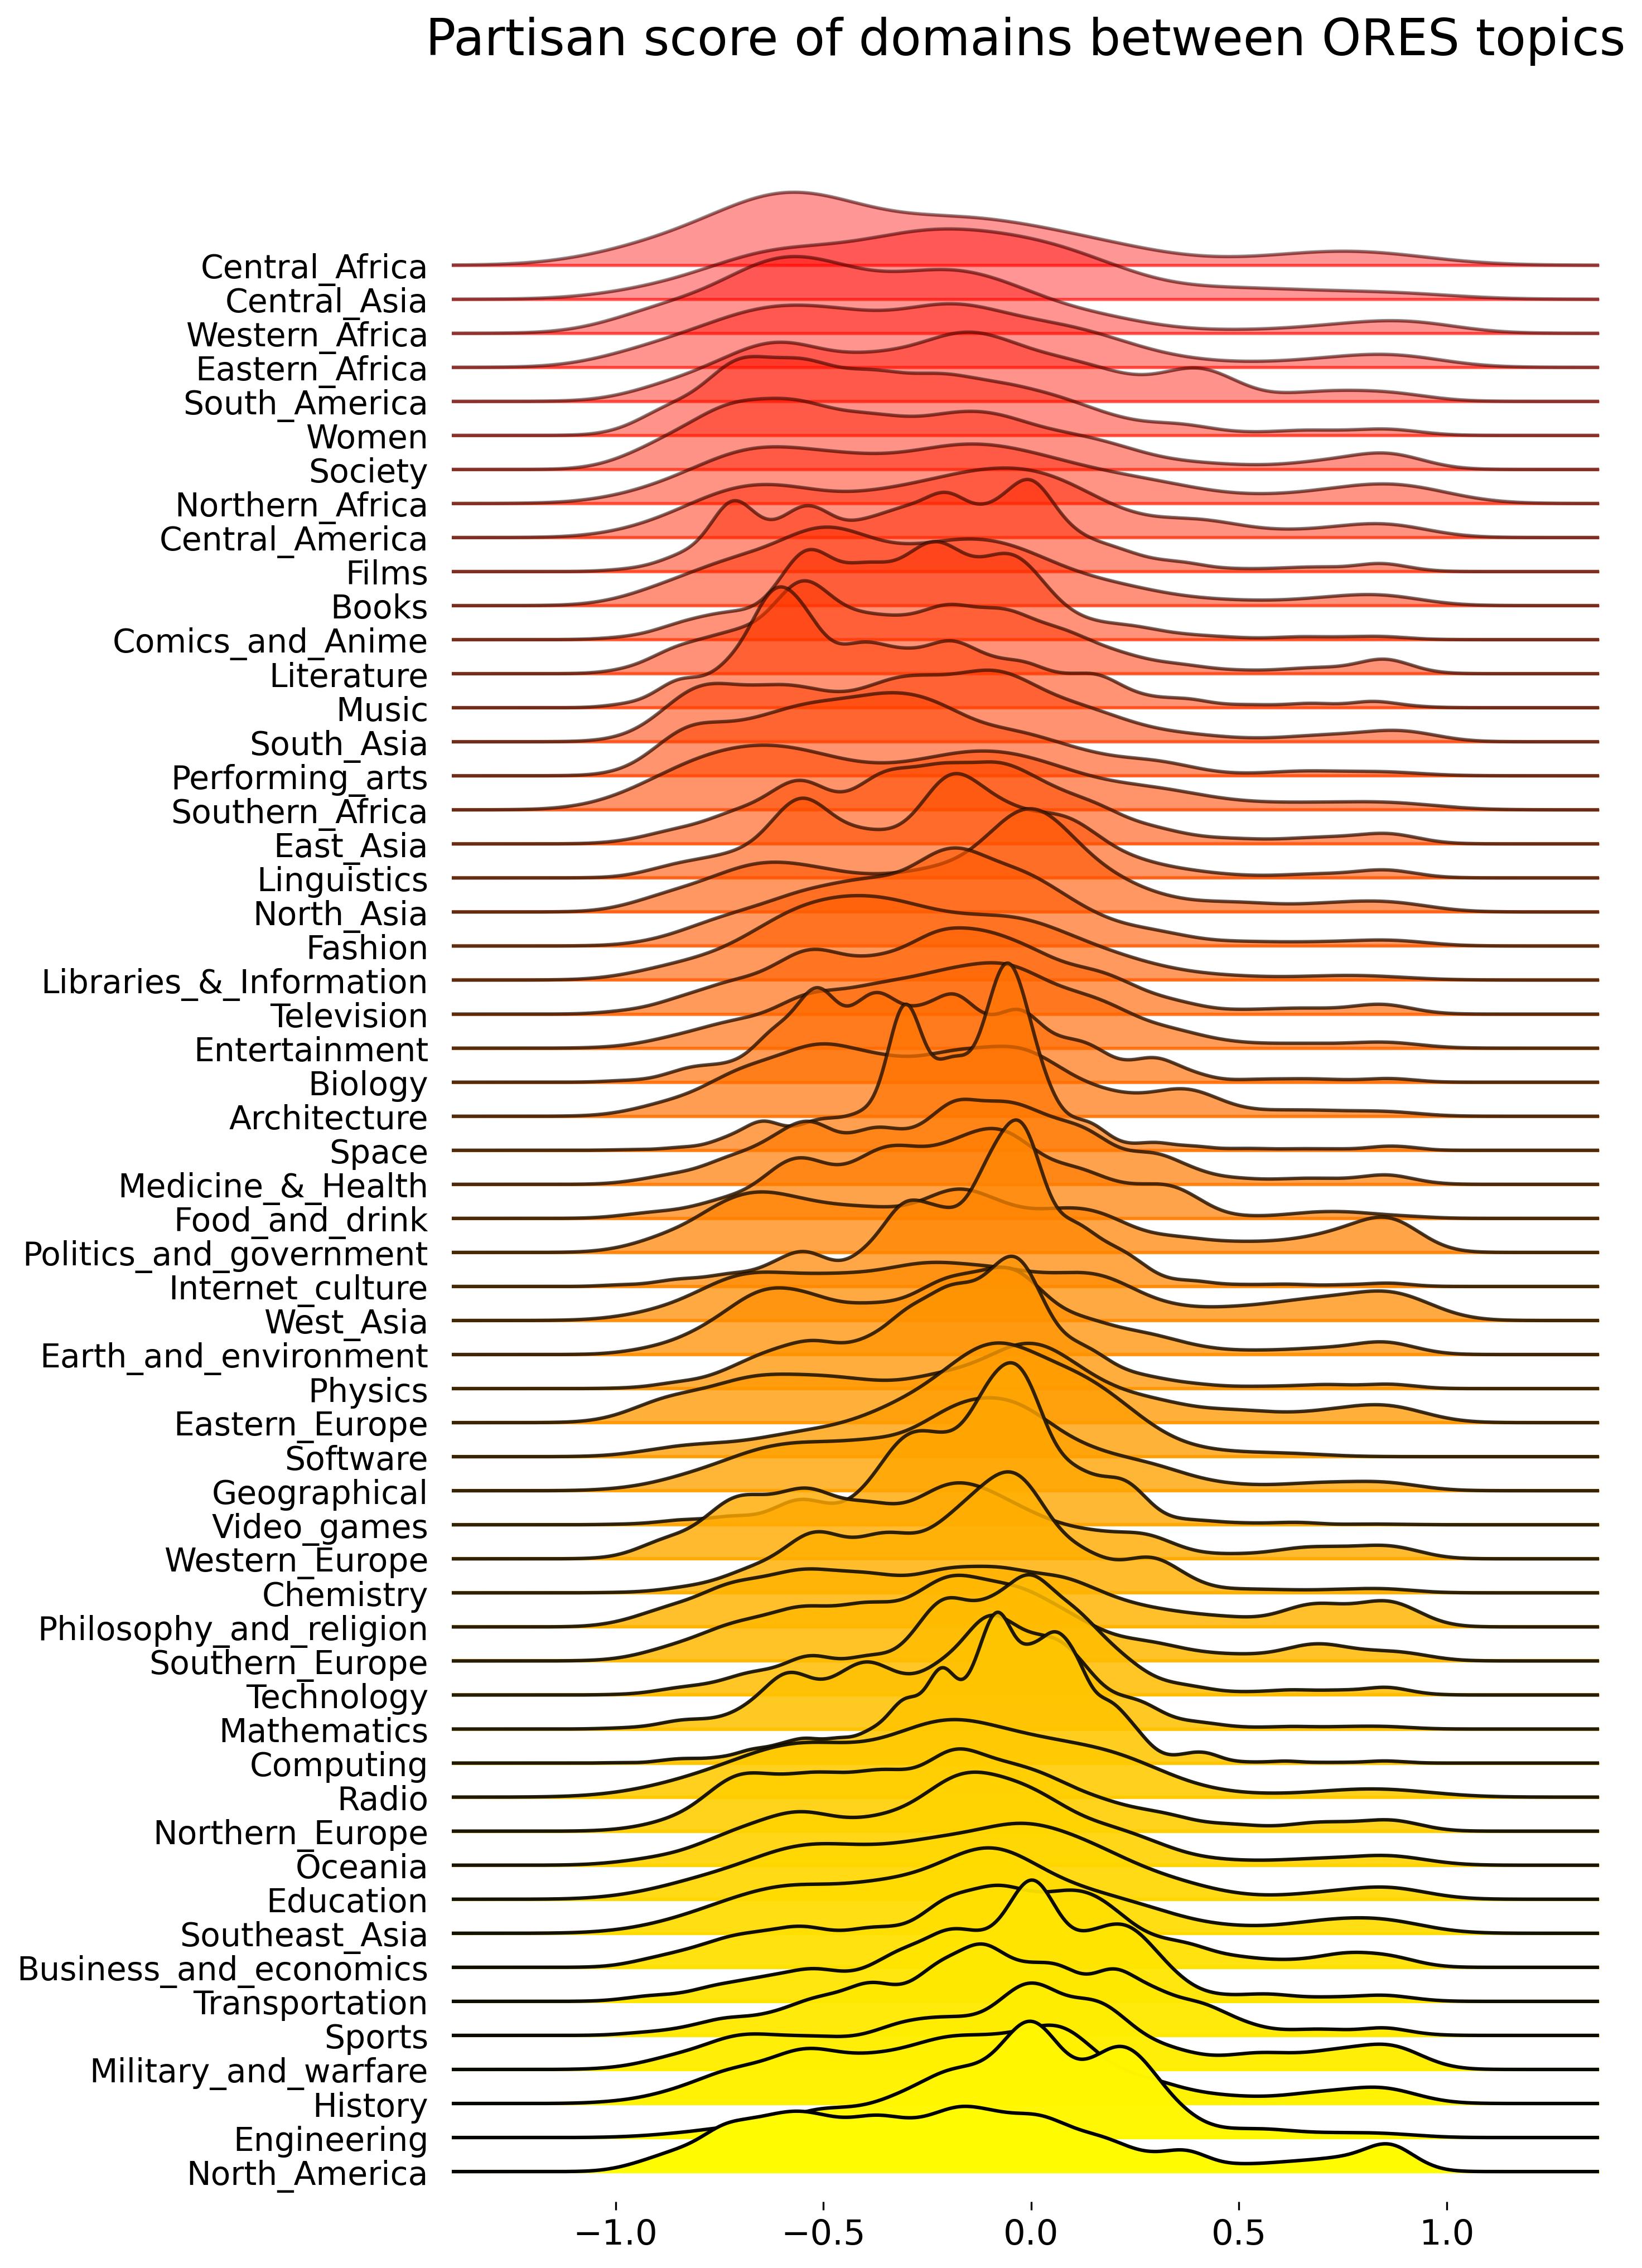 Partisan score of domains between ORES topics
Central_Africa
Central_Asia
Western_Africa
Eastern_Africa
South_America
Women
Society
Northern_Africa
Central_America
Films
Books
Comics_and_Anime
Literature
Music
South_Asia
Performing_arts
Southern_Africa
East_Asia
Linguistics
North_Asia
Fashion
Libraries_&_Information
Television
Entertainment
Biology
Architecture
Space
Medicine_&_Health
Food_and_drink
Politics_and_government
Internet_culture
West_Asia
Earth_and_environment
Physics
Eastern_Europe
Software
Geographical
Video_games
Western_Europe
Chemistry
Philosophy_and_religion
Southern_Europe
Technology
Mathematics
Computing
Radio
Northern_Europe
Oceania
Education
Southeast_Asia
Business_and_economics
Transportation
Sports
Military_and_warfare
History
Engineering
North_America
−1.0 −0.5 0.0 0.5 1.0